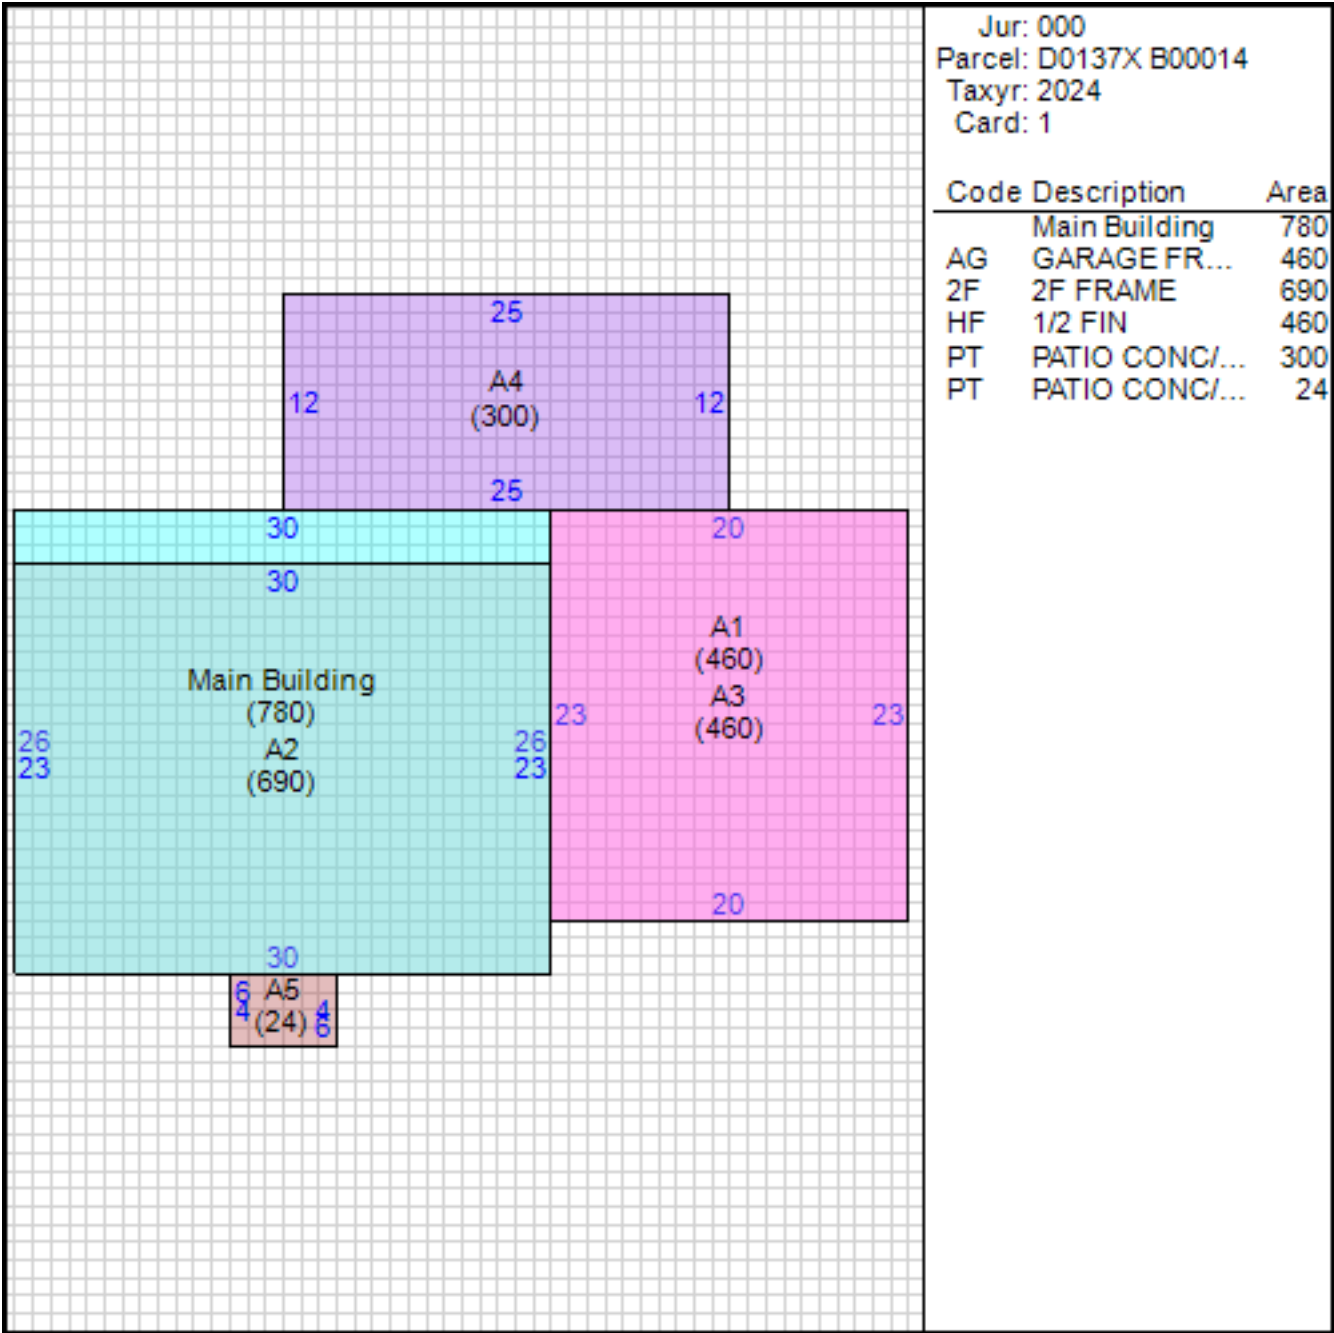 Jur: 000
Parcel: D0137X B00014
Taxyr: 2024
Card: 1
Code Description Area
Main Building 780
AG GARAGE FR... 460
2F 2F FRAME 690
HF 1/2 FIN 460
PT PATIO CONC/... 300
PT PATIO CONC/... 24
25
A4
12 12
(300)
25
30 20
30
A1
(460)
Main Building
A3
(780)
23 (460) 23
26 26
A2
23 23
(690)
20
30
6 A5
4 4
(24) 6